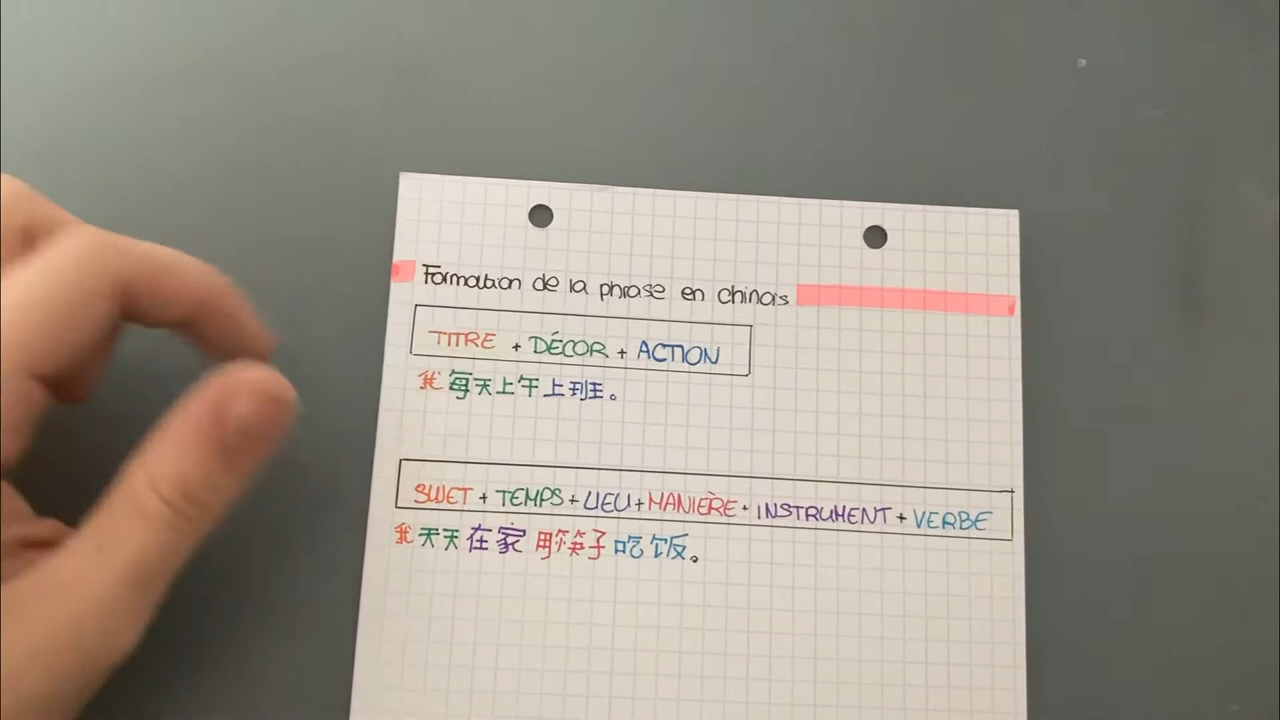 Formation de la phrase en chinois
TITRE + DÉCOR + ACTION
我每天上午上班。
SUJET + TEMPS + LIEU + MANIÈRE + INSTRUMENT + VERBE
我天天在家用筷子吃饭。